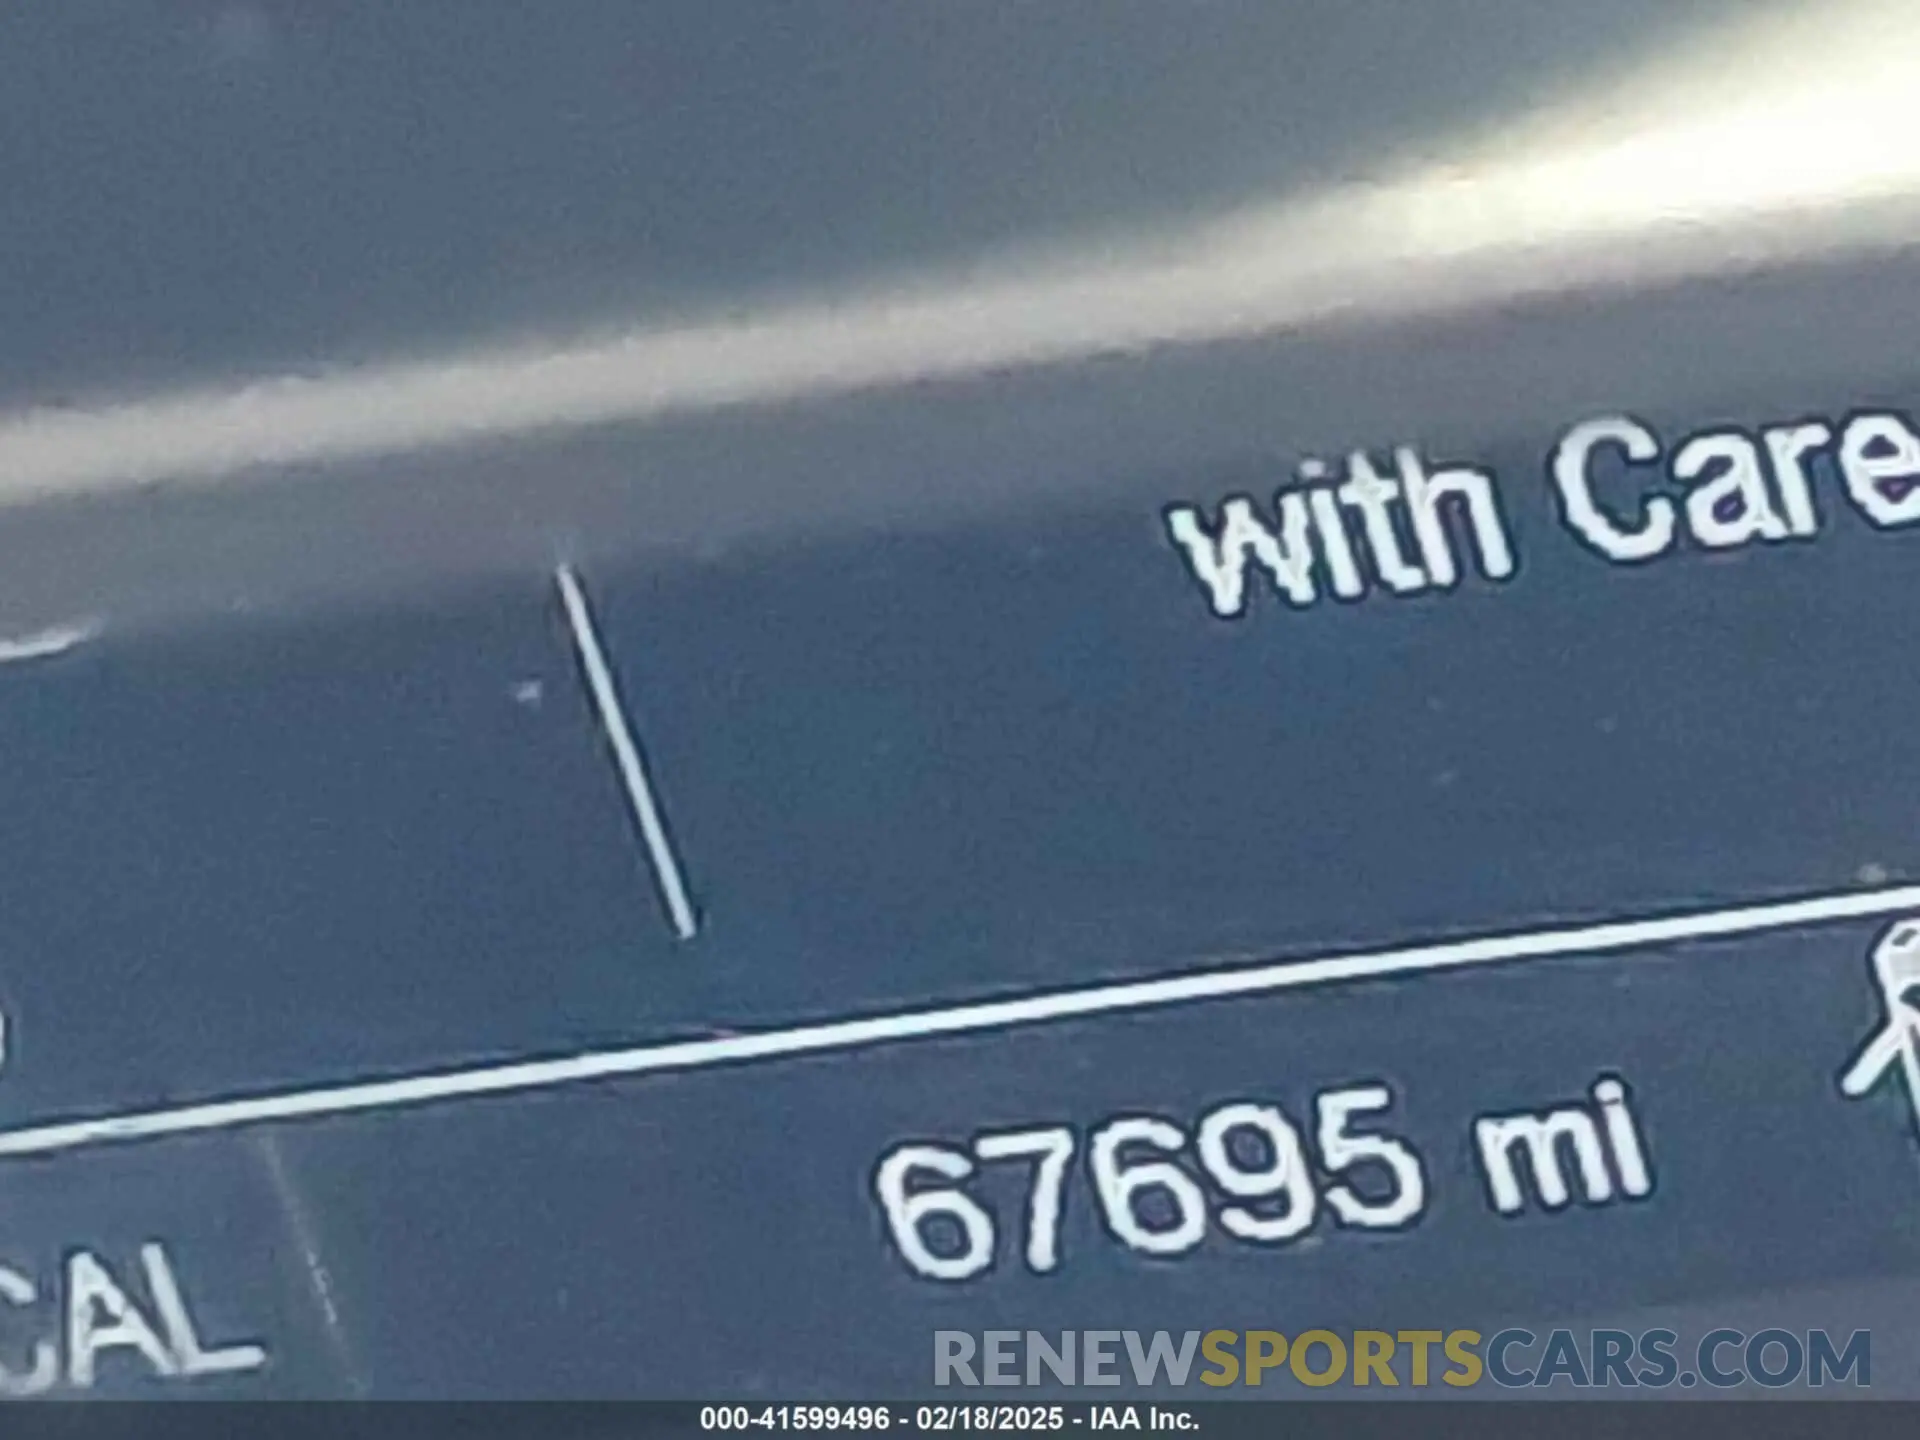 with Care
67695 mi
CAL
RENEWSPORTSCARS.COM
000-41599496 - 02/18/2025 - IAA Inc.